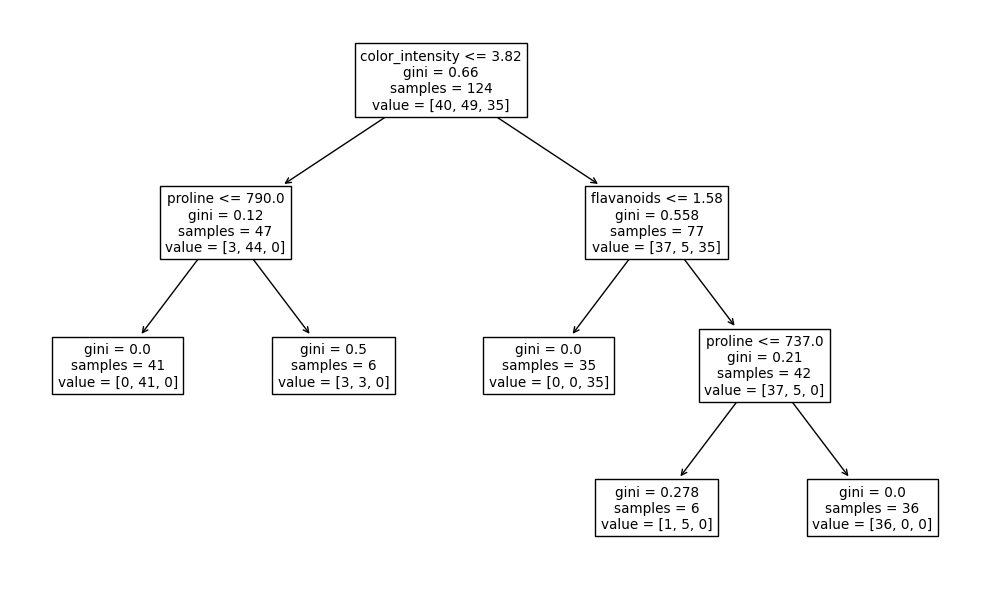 color_intensity <= 3.82
gini = 0.66
samples = 124
value = [40, 49, 35]
proline <= 790.0
gini = 0.12
samples = 47
value = [3, 44, 0]
flavanoids <= 1.58
gini = 0.558
samples = 77
value = [37, 5, 35]
gini = 0.0
samples = 41
value = [0, 41, 0]
gini = 0.5
samples = 6
value = [3, 3, 0]
gini = 0.0
samples = 35
value = [0, 0, 35]
proline <= 737.0
gini = 0.21
samples = 42
value = [37, 5, 0]
gini = 0.278
samples = 6
value = [1, 5, 0]
gini = 0.0
samples = 36
value = [36, 0, 0]